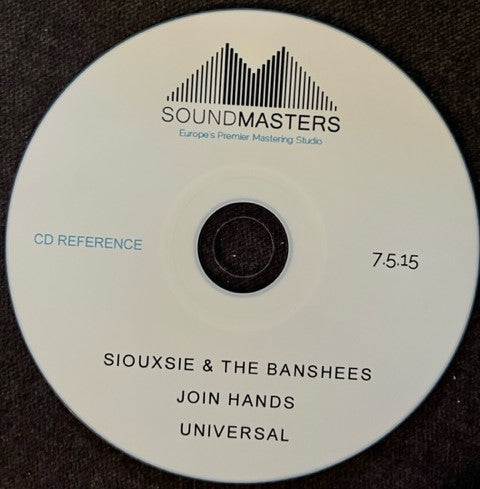 SOUNDMASTERS
Europe's Premier Mastering Studio
CD REFERENCE
7.5.15
SIOUXSIE & THE BANSHEES
JOIN HANDS
UNIVERSAL